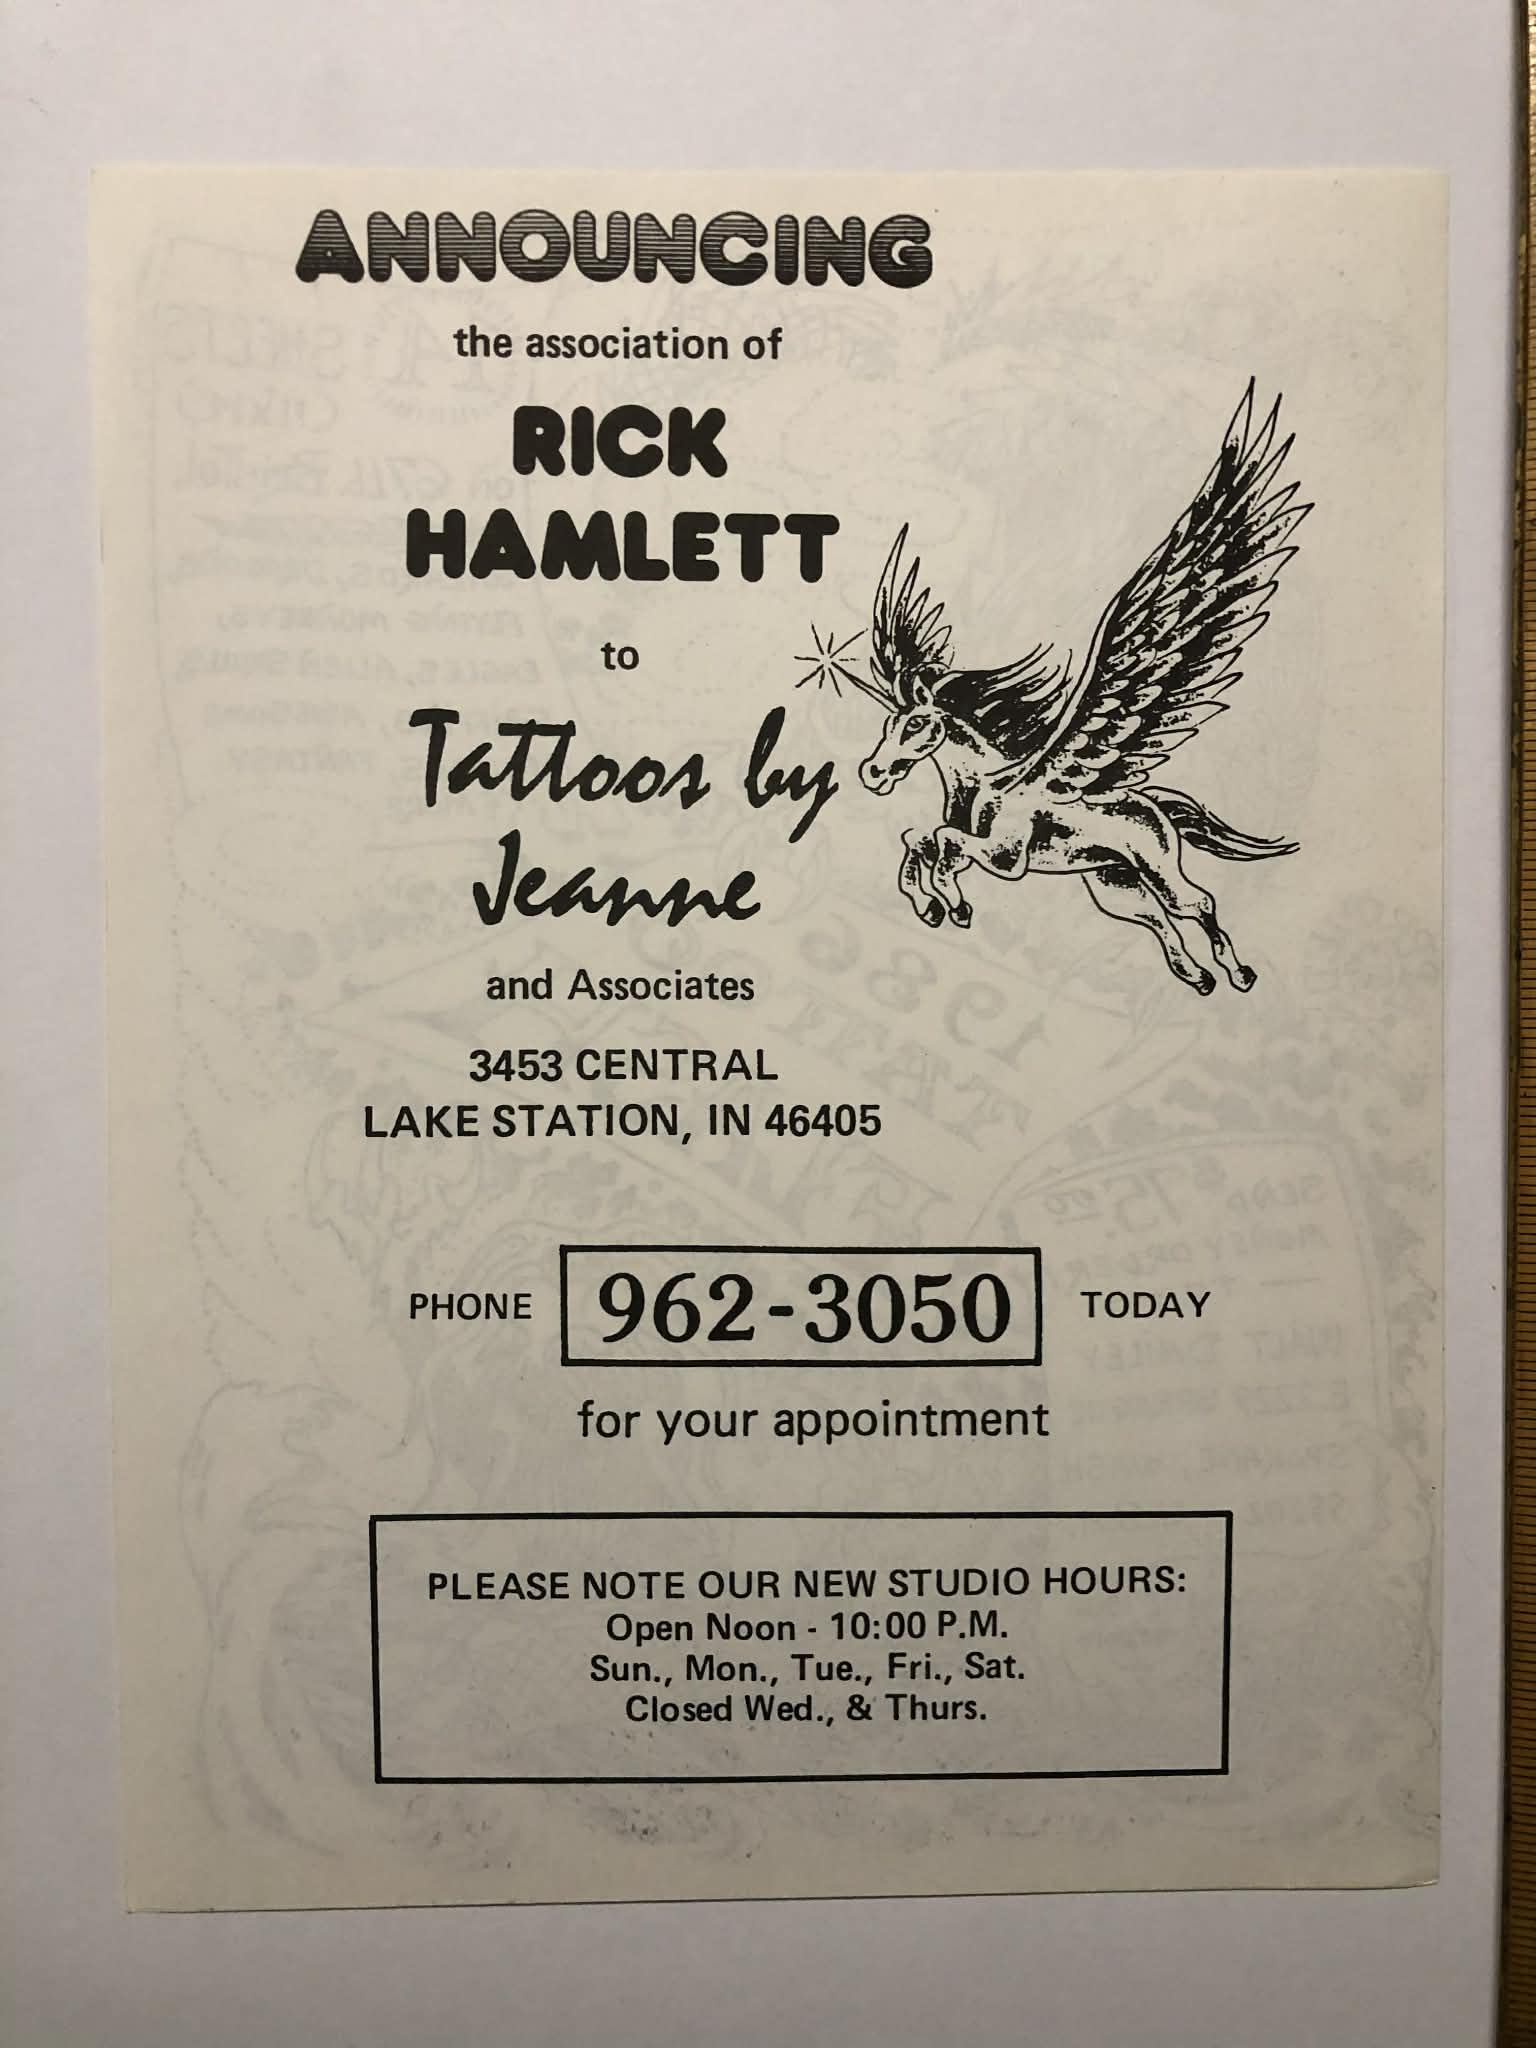 ANNOUNCING
the association of
RICK
HAMLETT
to
Tattoos by
Jeanne
and Associates
3453 CENTRAL
LAKE STATION, IN 46405
PHONE 962-3050 TODAY
for your appointment
PLEASE NOTE OUR NEW STUDIO HOURS:
Open Noon - 10:00 P.M.
Sun., Mon., Tue., Fri., Sat.
Closed Wed., & Thurs.